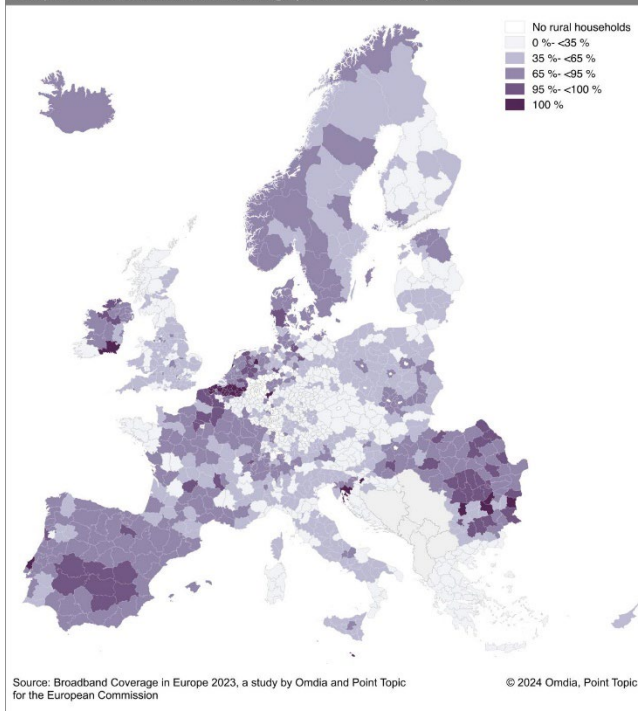 No rural households
0 %- <35 %
35 %- <65 %
65 %- <95 %
95 %- <100 %
100 %
Source: Broadband Coverage in Europe 2023, a study by Omdia and Point Topic
for the European Commission
© 2024 Omdia, Point Topic